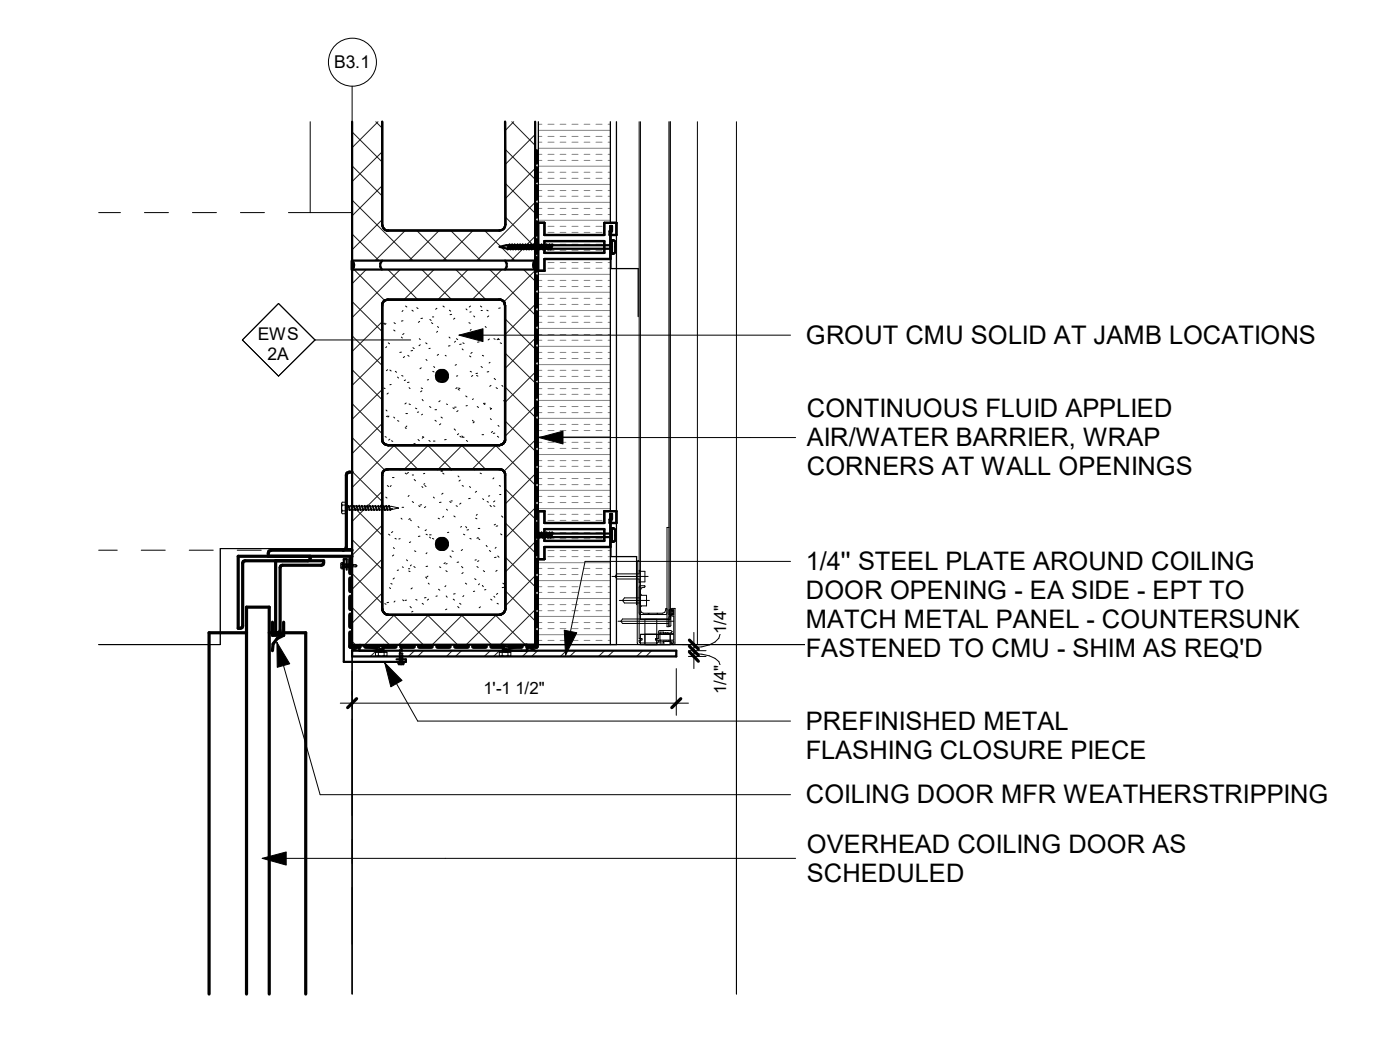 B3.1
EWS
2A
GROUT CMU SOLID AT JAMB LOCATIONS
CONTINUOUS FLUID APPLIED
AIR/WATER BARRIER, WRAP
CORNERS AT WALL OPENINGS
1/4" STEEL PLATE AROUND COILING
DOOR OPENING - EA SIDE - EPT TO
MATCH METAL PANEL - COUNTERSUNK
FASTENED TO CMU - SHIM AS REQ'D
1/4"
1/4"
1'-1 1/2"
PREFINISHED METAL
FLASHING CLOSURE PIECE
COILING DOOR MFR WEATHERSTRIPPING
OVERHEAD COILING DOOR AS
SCHEDULED